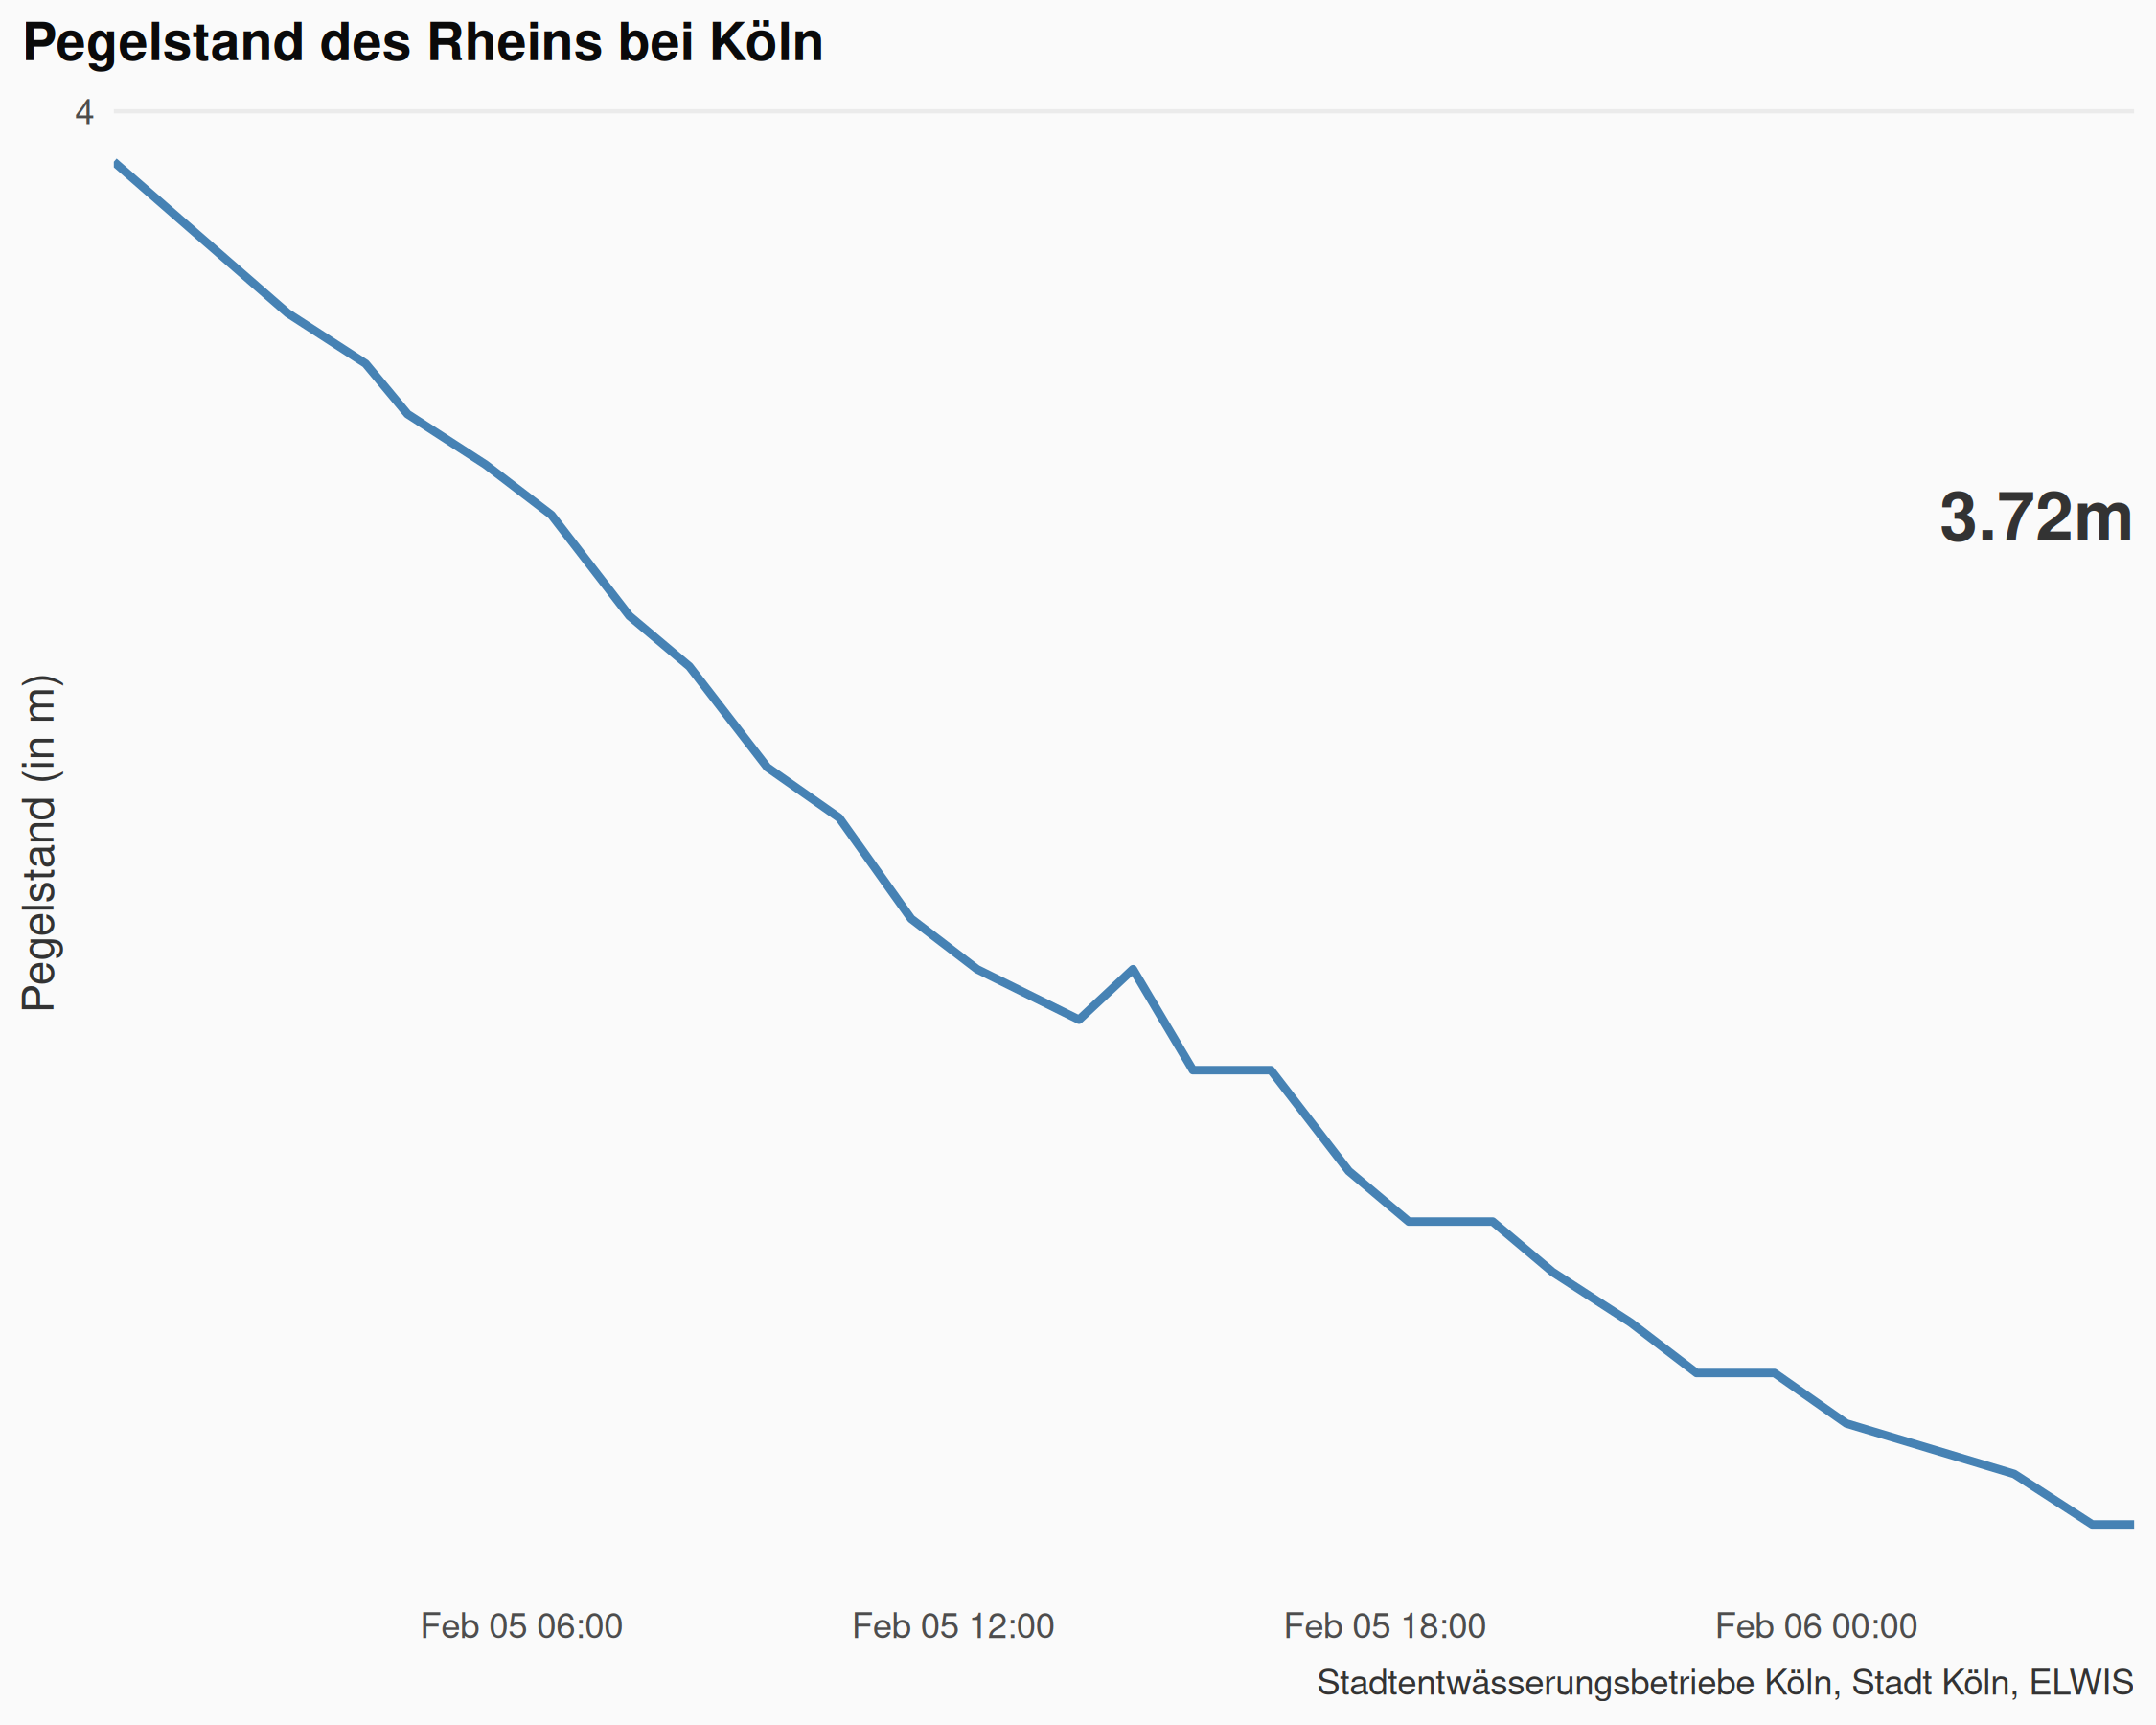 Pegelstand des Rheins bei Köln
4
3.72m
Pegelstand (in m)
Feb 05 06:00
Feb 05 12:00
Feb 05 18:00
Feb 06 00:00
Stadtentwässerungsbetriebe Köln, Stadt Köln, ELWIS